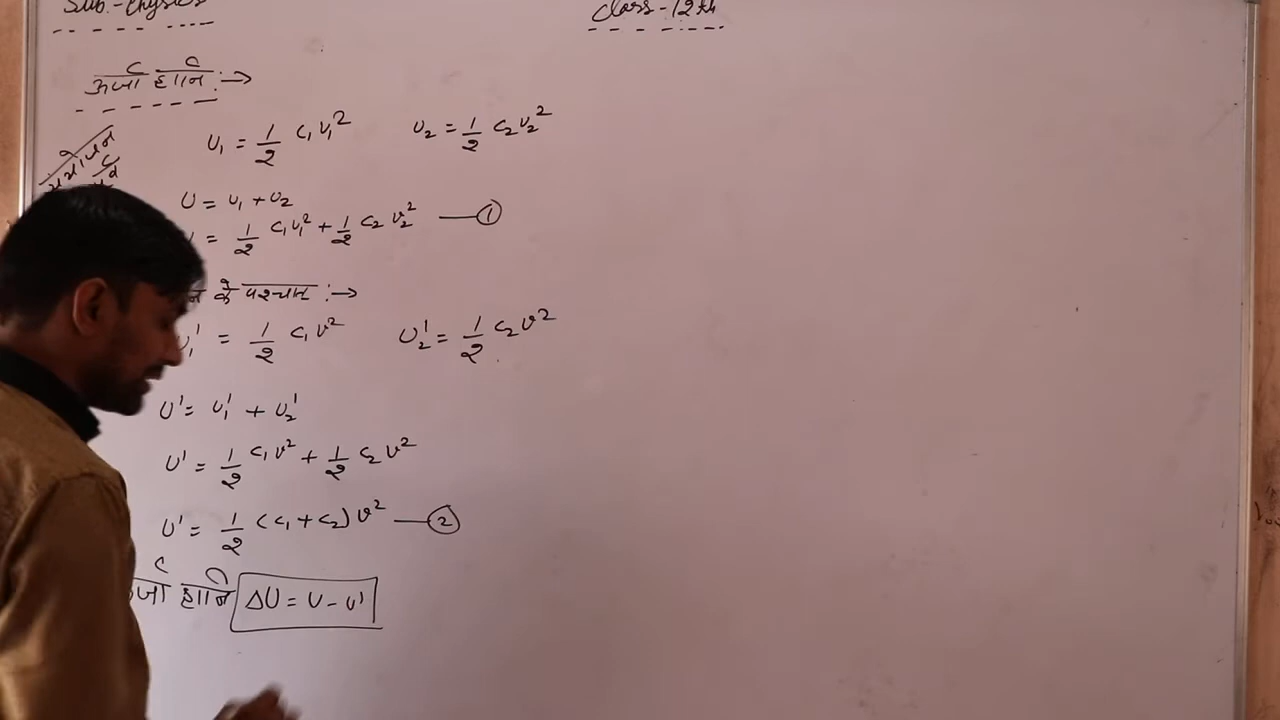 Sub.-Physics
Class-12th
ऊर्जा हानि :→
U₁ = 1/2 C₁V₁² U₂ = 1/2 C₂V₂²
संयोजन
U = U₁ + U₂
= 1/2 C₁V₁² + 1/2 C₂V₂² —①
के पश्चात :→
U₁' = 1/2 C₁V² U₂' = 1/2 C₂V²
U' = U₁' + U₂'
U' = 1/2 C₁V² + 1/2 C₂V²
U' = 1/2 (C₁ + C₂) V² —②
ऊर्जा हानि ΔU = U - U'